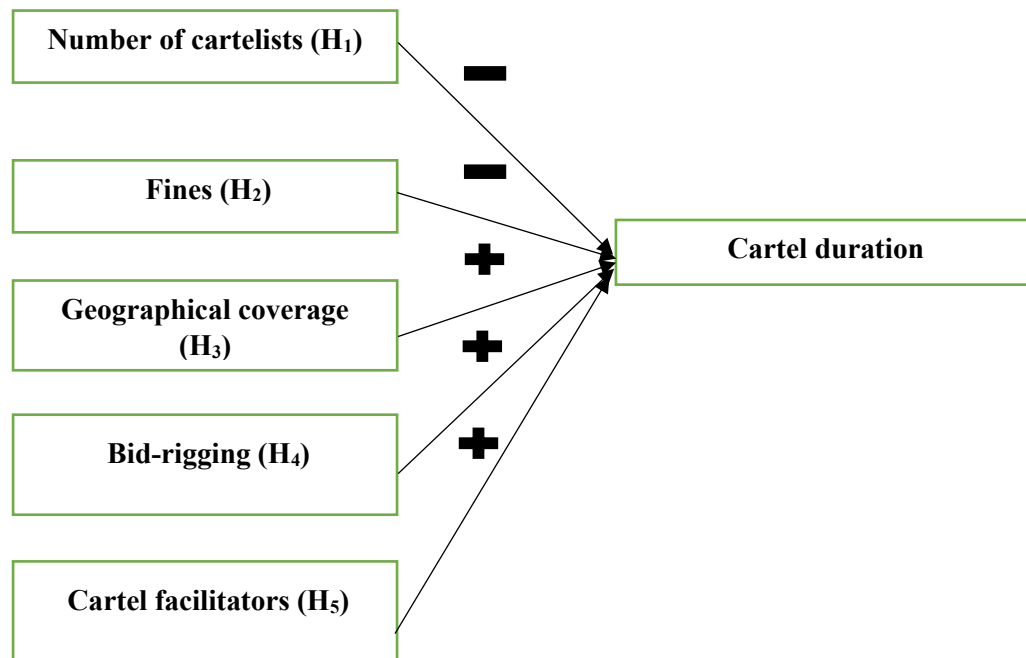 Number of cartelists (H₁)
Fines (H₂)
Geographical coverage
(H₃)
Bid-rigging (H₄)
Cartel facilitators (H₅)
Cartel duration